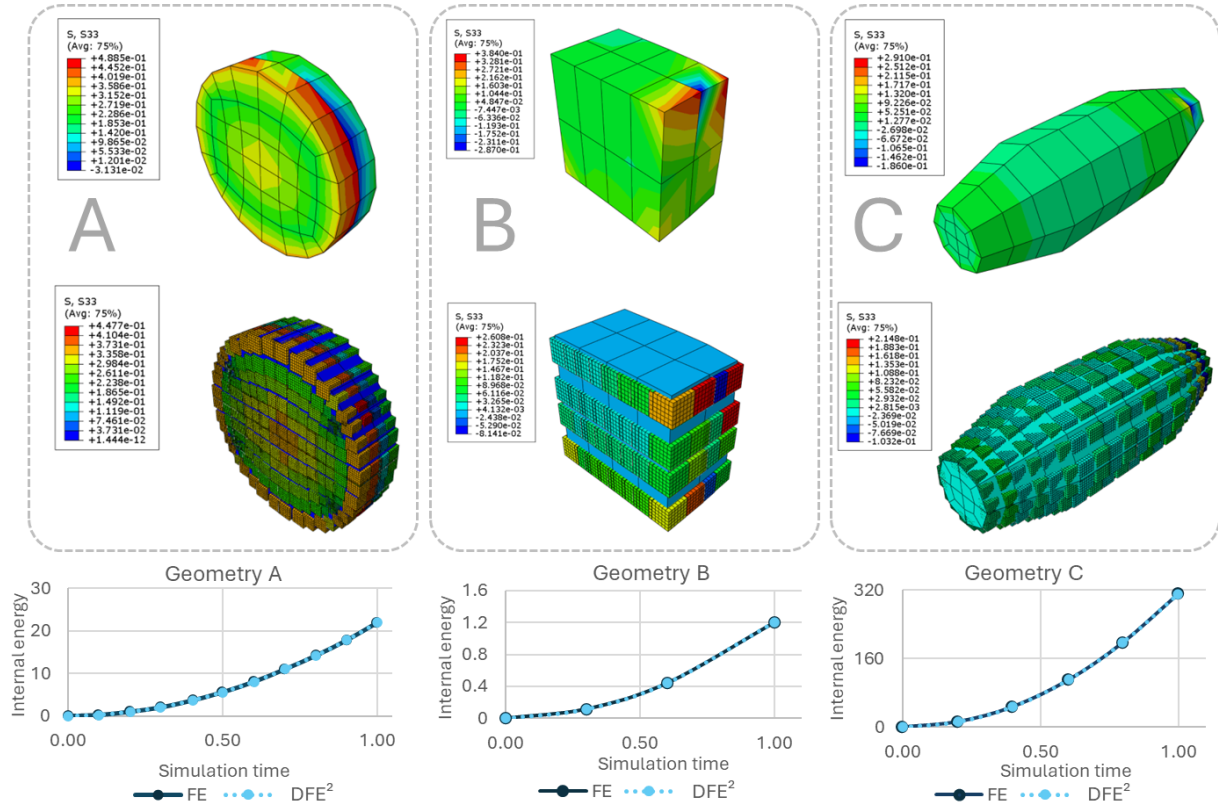 S, S33
(Avg: 75%)
+4.885e-01
+4.452e-01
+4.019e-01
+3.586e-01
+3.152e-01
+2.719e-01
+2.286e-01
+1.853e-01
+1.420e-01
+9.865e-02
+5.533e-02
+1.201e-02
-3.131e-02
A
S, S33
(Avg: 75%)
+4.477e-01
+4.104e-01
+3.731e-01
+3.358e-01
+2.984e-01
+2.611e-01
+2.238e-01
+1.865e-01
+1.492e-01
+1.119e-01
+7.461e-02
+3.731e-02
+1.444e-12
S, S33
(Avg: 75%)
+3.840e-01
+3.281e-01
+2.721e-01
+2.162e-01
+1.603e-01
+1.044e-01
+4.847e-02
-7.447e-03
-6.336e-02
-1.193e-01
-1.752e-01
-2.311e-01
-2.870e-01
B
S, S33
(Avg: 75%)
+2.608e-01
+2.323e-01
+2.037e-01
+1.752e-01
+1.467e-01
+1.182e-01
+8.968e-02
+6.116e-02
+3.265e-02
+4.132e-03
-2.438e-02
-5.290e-02
-8.141e-02
S, S33
(Avg: 75%)
+2.910e-01
+2.512e-01
+2.115e-01
+1.717e-01
+1.320e-01
+9.226e-02
+5.251e-02
+1.277e-02
-2.698e-02
-6.672e-02
-1.065e-01
-1.462e-01
-1.860e-01
C
S, S33
(Avg: 75%)
+2.148e-01
+1.883e-01
+1.618e-01
+1.353e-01
+1.088e-01
+8.232e-02
+5.582e-02
+2.932e-02
+2.815e-03
-2.369e-02
-5.019e-02
-7.669e-02
-1.032e-01
Geometry A
Internal energy
30
20
10
0
0.00 0.50 1.00
Simulation time
FE DFE²
Geometry B
Internal energy
1.6
1.2
0.8
0.4
0
0.00 0.50 1.00
Simulation time
FE DFE²
Geometry C
Internal energy
320
160
0
0.00 0.50 1.00
Simulation time
FE DFE²